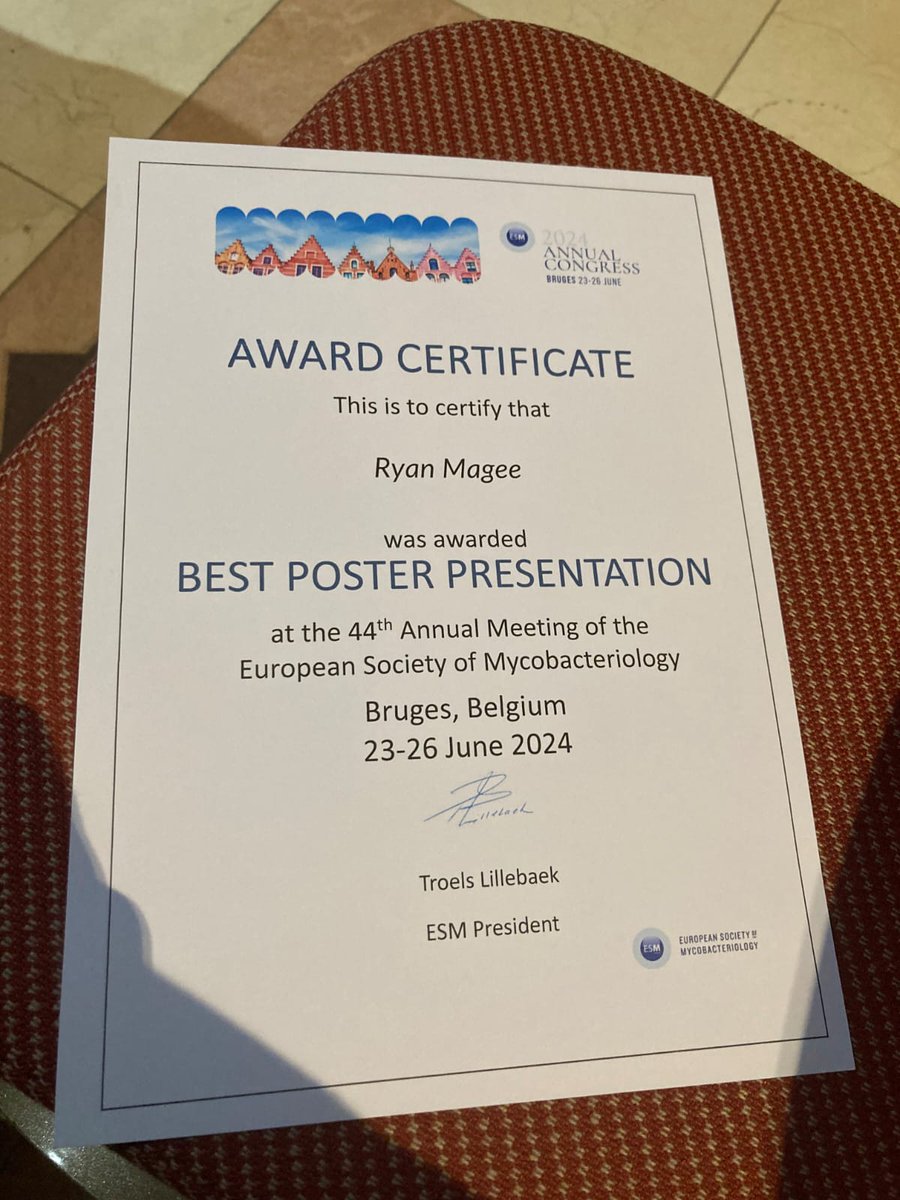 ESM
2024
ANNUAL
CONGRESS
BRUGES 23-26 JUNE
AWARD CERTIFICATE
This is to certify that
Ryan Magee
was awarded
BEST POSTER PRESENTATION
at the 44th Annual Meeting of the
European Society of Mycobacteriology
Bruges, Belgium
23-26 June 2024
Lillebaek
Troels Lillebaek
ESM President
ESM
EUROPEAN SOCIETY OF
MYCOBACTERIOLOGY